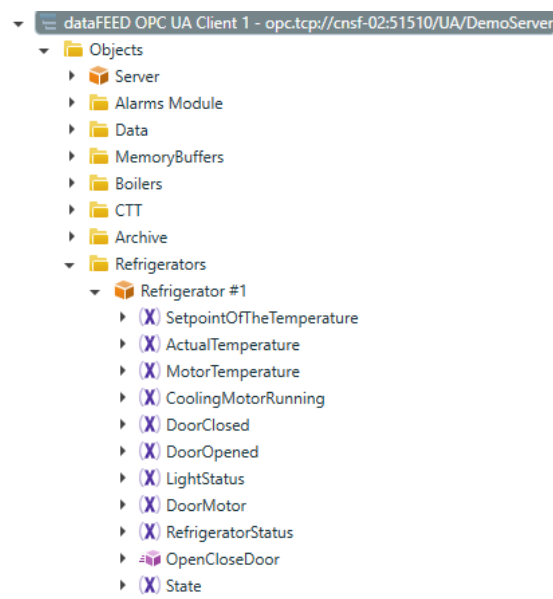 dataFEED OPC UA Client 1 - opc.tcp://cnsf-02:51510/UA/DemoServer
Objects
Server
Alarms Module
Data
MemoryBuffers
Boilers
CTT
Archive
Refrigerators
Refrigerator #1
(X) SetpointOfTheTemperature
(X) ActualTemperature
(X) MotorTemperature
(X) CoolingMotorRunning
(X) DoorClosed
(X) DoorOpened
(X) LightStatus
(X) DoorMotor
(X) RefrigeratorStatus
OpenCloseDoor
(X) State